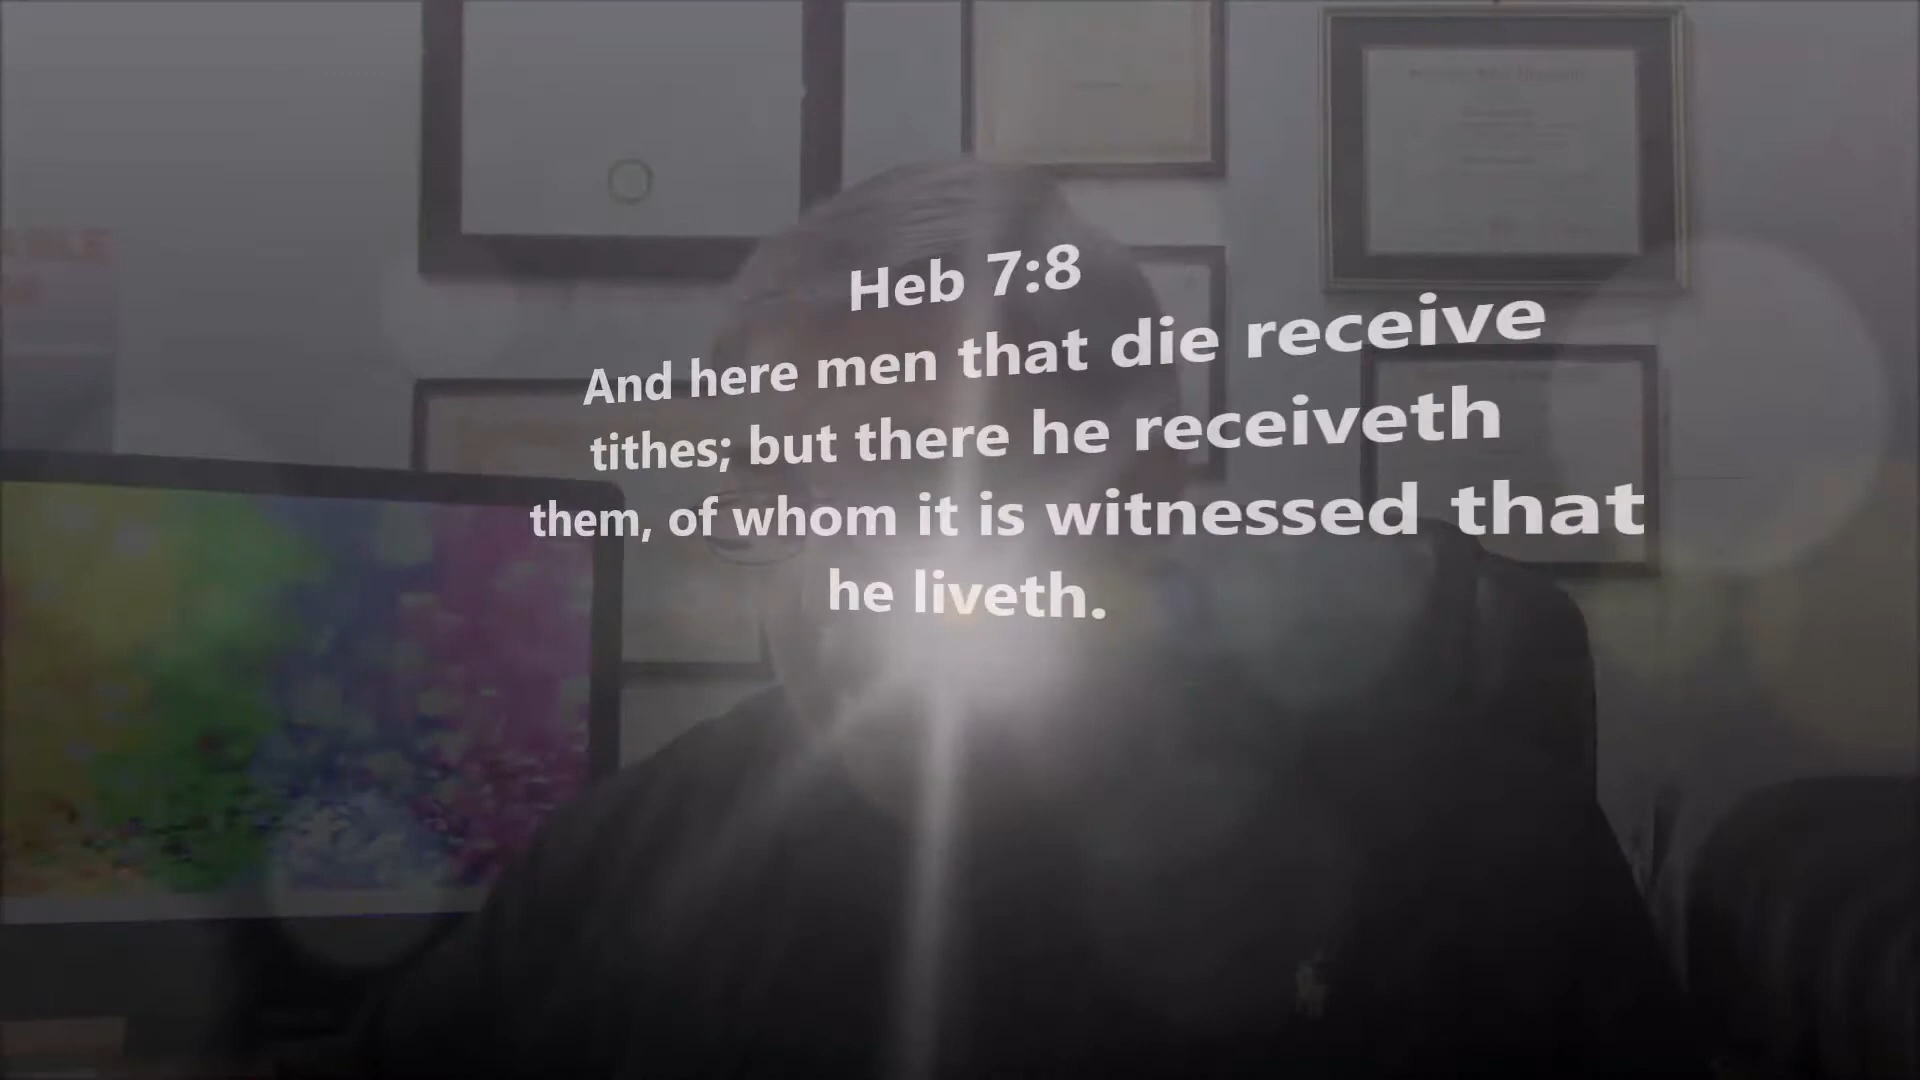 Heb 7:8
And here men that die receive
tithes; but there he receiveth
them, of whom it is witnessed that
he liveth.